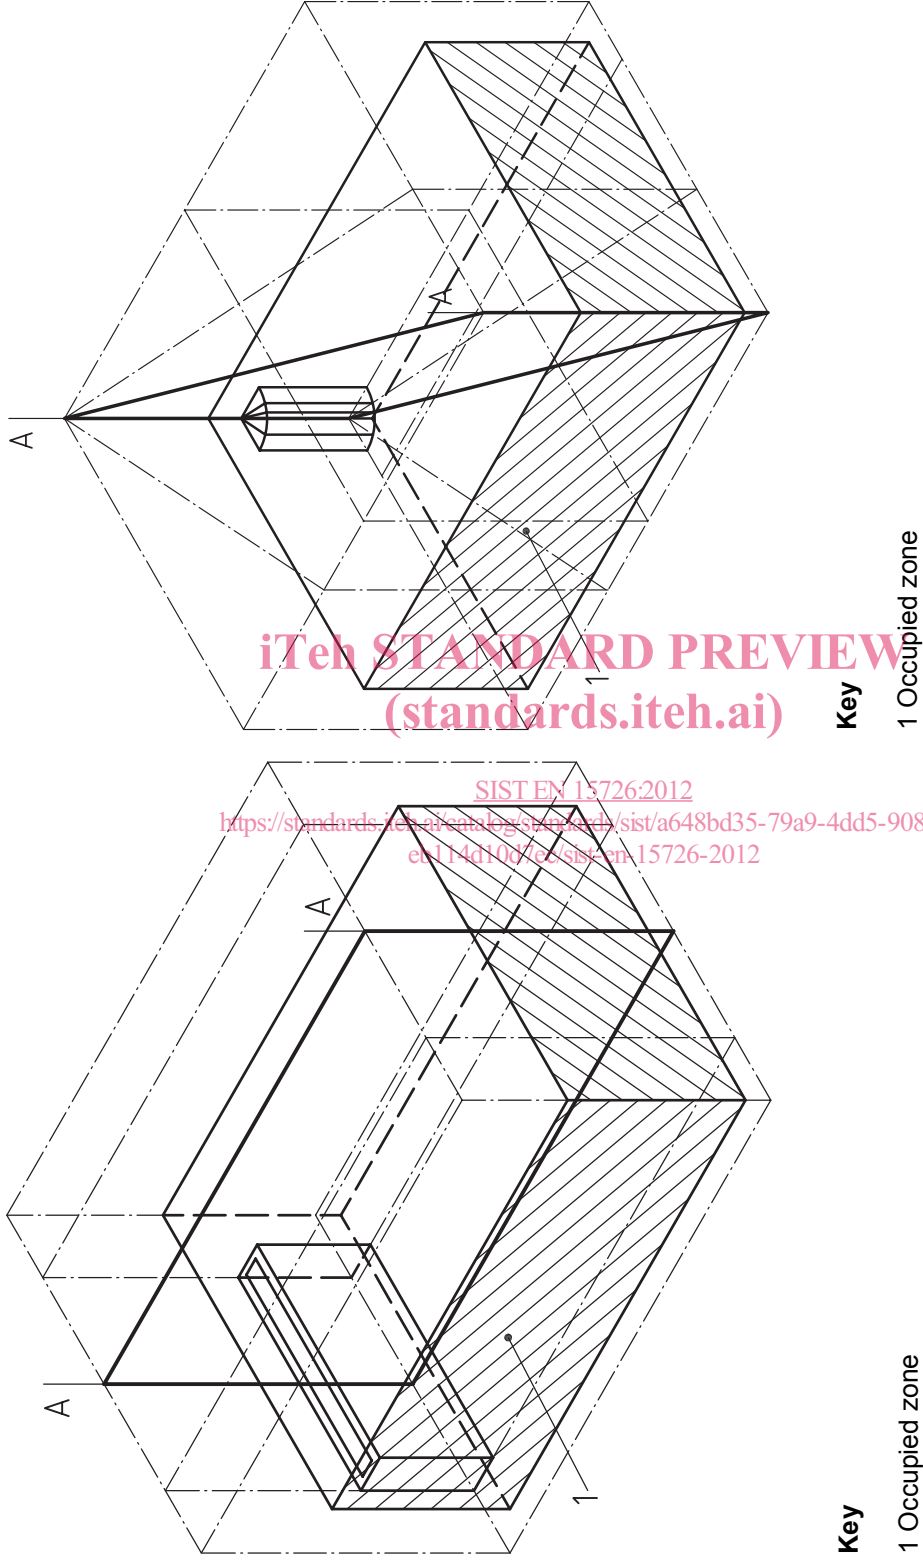 A
A
1
iTeh STANDARD PREVIEW
(standards.iteh.ai)
Key
1 Occupied zone
SIST EN 15726:2012
https://standards.iteh.ai/catalog/standards/sist/a648bd35-79a9-4dd5-908
eb114d10d7ee/sist-en-15726-2012
A
A
1
Key
1 Occupied zone